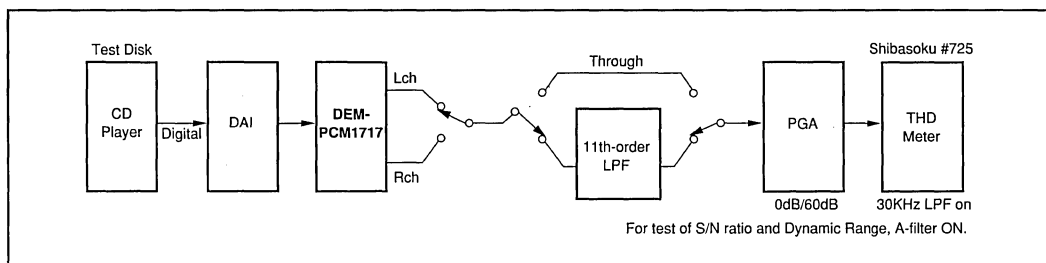 Test Disk
CD
Player
Digital
DAI
DEM-
PCM1717
Lch
Rch
Through
11th-order
LPF
PGA
0dB/60dB
Shibasoku #725
THD
Meter
30KHz LPF on
For test of S/N ratio and Dynamic Range, A-filter ON.